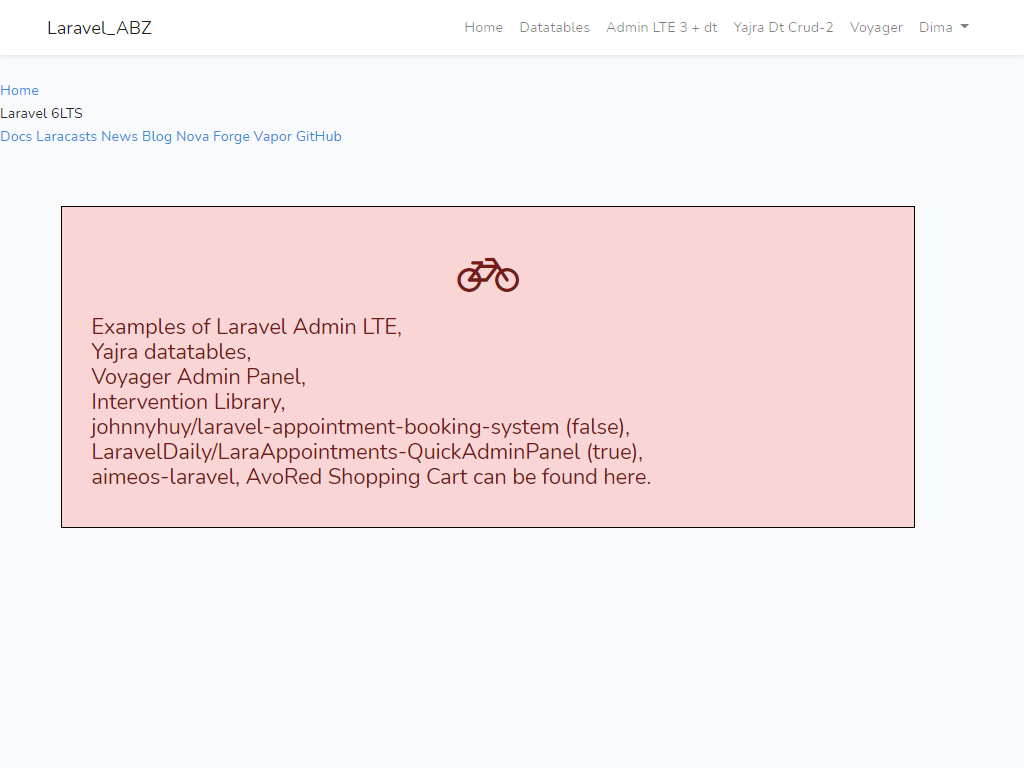 Laravel_ABZ Home Datatables Admin LTE 3 + dt Yajra Dt Crud-2 Voyager Dima
Home
Laravel 6LTS
Docs Laracasts News Blog Nova Forge Vapor GitHub
Examples of Laravel Admin LTE,
Yajra datatables,
Voyager Admin Panel,
Intervention Library,
johnnyhuy/laravel-appointment-booking-system (false),
LaravelDaily/LaraAppointments-QuickAdminPanel (true),
aimeos-laravel, AvoRed Shopping Cart can be found here.